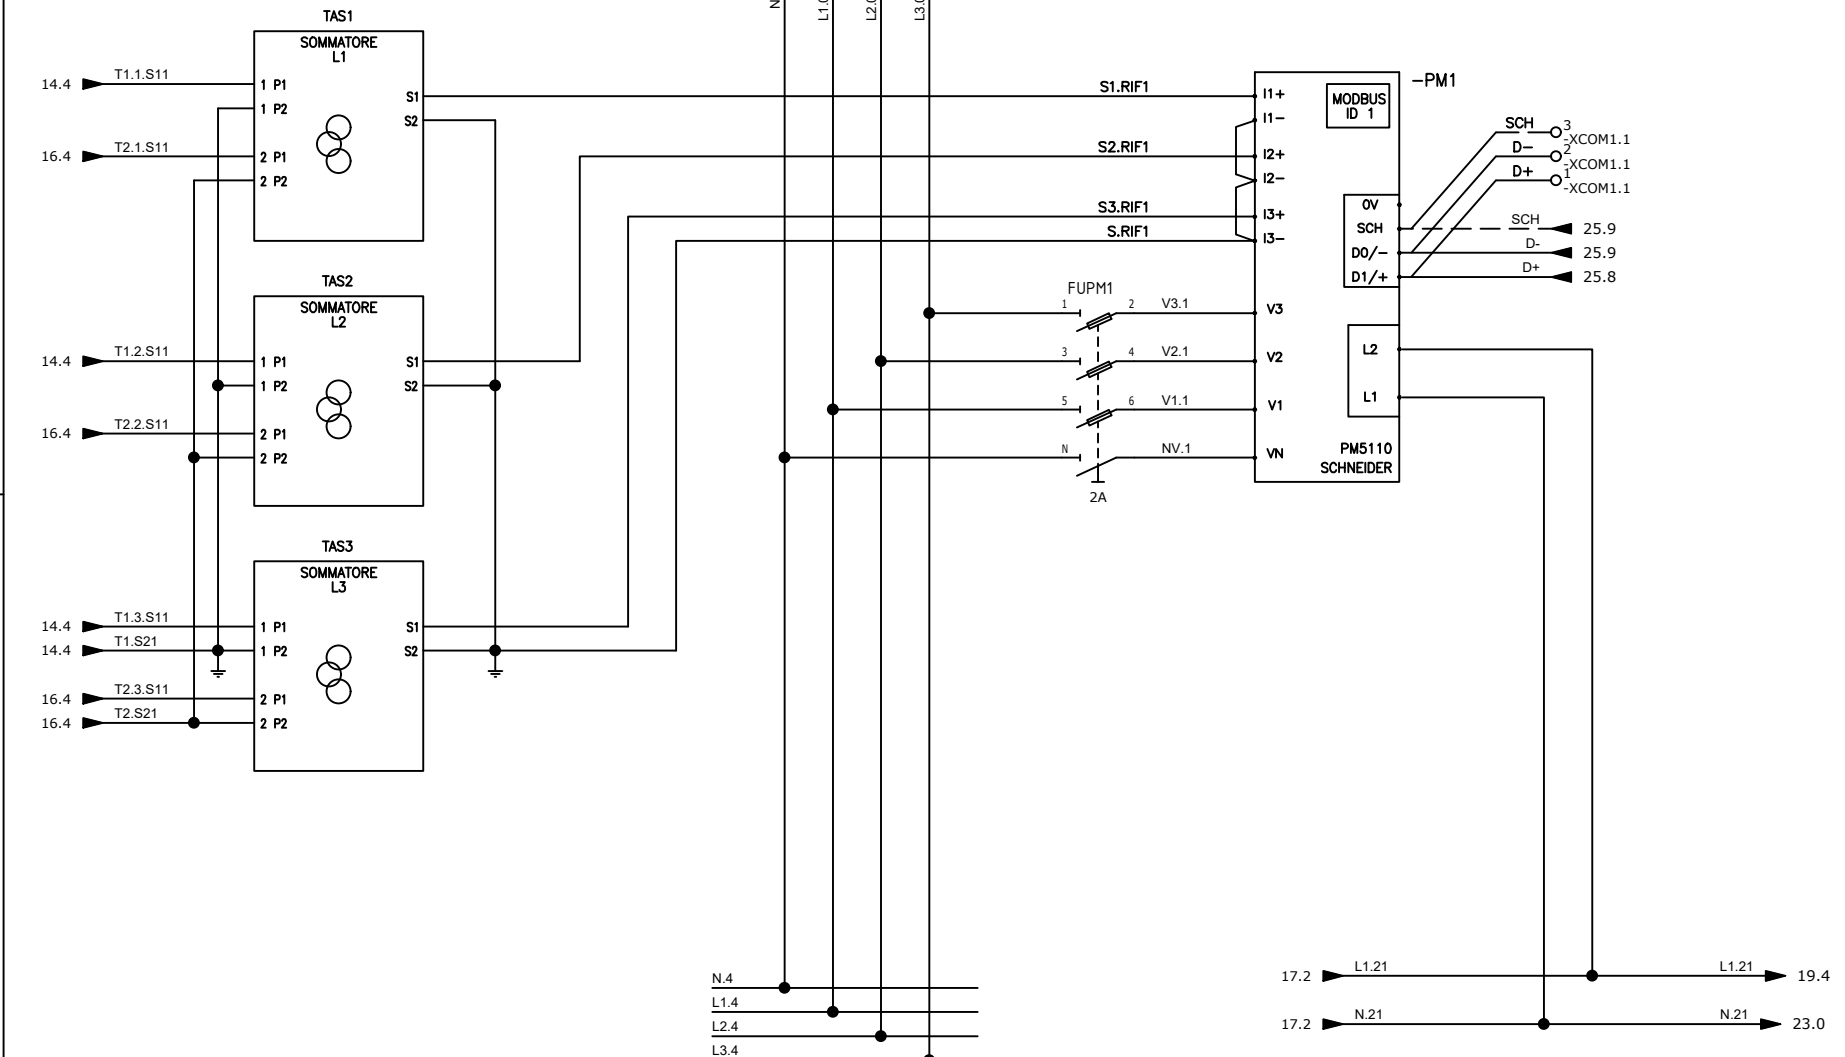 TAS1
SOMMATORE
L1
14.4 T1.1.S11 1 P1
1 P2
16.4 T2.1.S11 2 P1
2 P2
S1
S2
TAS2
SOMMATORE
L2
14.4 T1.2.S11 1 P1
1 P2
16.4 T2.2.S11 2 P1
2 P2
S1
S2
TAS3
SOMMATORE
L3
14.4 T1.3.S11 1 P1
14.4 T1.S21 1 P2
16.4 T2.3.S11 2 P1
16.4 T2.S21 2 P2
S1
S2
N
S1.RIF1
S2.RIF1
S3.RIF1
S.RIF1
-PM1
MODBUS
ID 1
I1+
I1-
I2+
I2-
I3+
I3-
FUPM1
1 2 V3.1 V3
3 4 V2.1 V2
5 6 V1.1 V1
N NV.1 VN
2A
0V
SCH
D0/-
D1/+
L2
L1
PM5110
SCHNEIDER
SCH 3
-XCOM1.1
D- 2
-XCOM1.1
D+ 1
-XCOM1.1
SCH 25.9
D- 25.9
D+ 25.8
N.4
L1.4
L2.4
L3.4
17.2 L1.21 L1.21 19.4
17.2 N.21 N.21 23.0